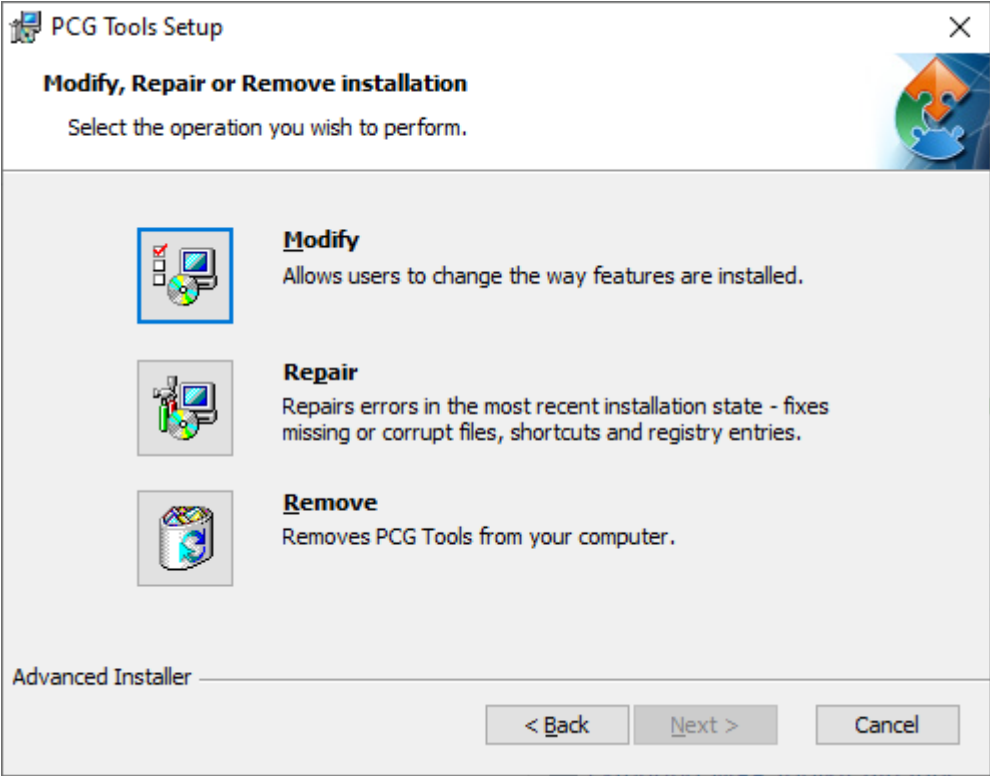 PCG Tools Setup
Modify, Repair or Remove installation
Select the operation you wish to perform.
Modify
Allows users to change the way features are installed.
Repair
Repairs errors in the most recent installation state - fixes
missing or corrupt files, shortcuts and registry entries.
Remove
Removes PCG Tools from your computer.
Advanced Installer
< Back
Next >
Cancel